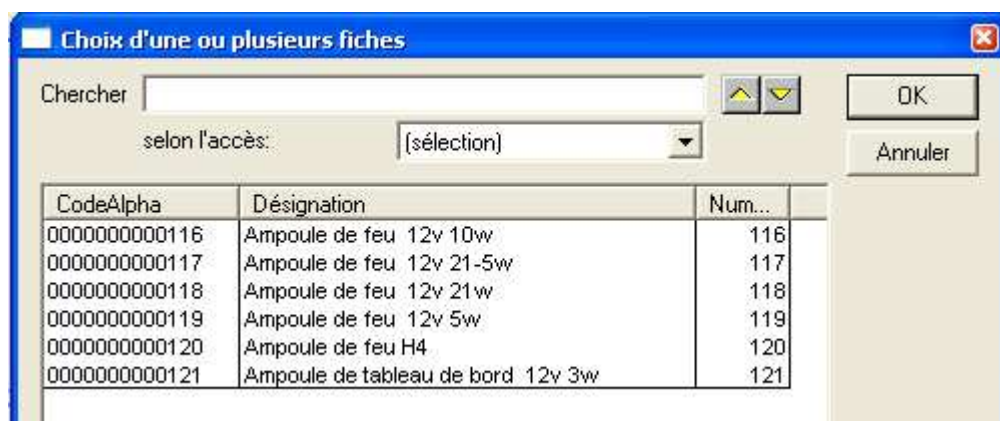 Choix d'une ou plusieurs fiches
Chercher
OK
selon l'accès: (sélection)
Annuler
CodeAlpha Désignation Num...
0000000000116 Ampoule de feu 12v 10w 116
0000000000117 Ampoule de feu 12v 21-5w 117
0000000000118 Ampoule de feu 12v 21w 118
0000000000119 Ampoule de feu 12v 5w 119
0000000000120 Ampoule de feu H4 120
0000000000121 Ampoule de tableau de bord 12v 3w 121